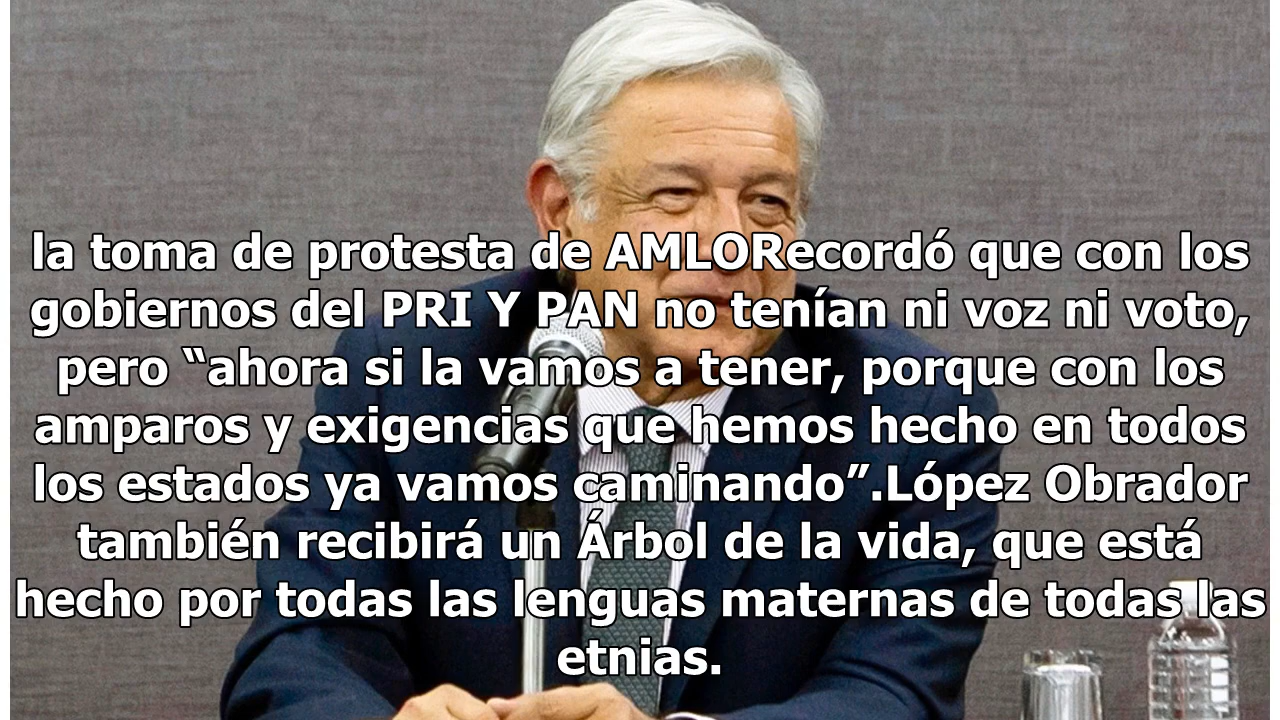 la toma de protesta de AMLORecordó que con los
gobiernos del PRI Y PAN no tenían ni voz ni voto,
pero “ahora si la vamos a tener, porque con los
amparos y exigencias que hemos hecho en todos
los estados ya vamos caminando”.López Obrador
también recibirá un Árbol de la vida, que está
hecho por todas las lenguas maternas de todas las
etnias.